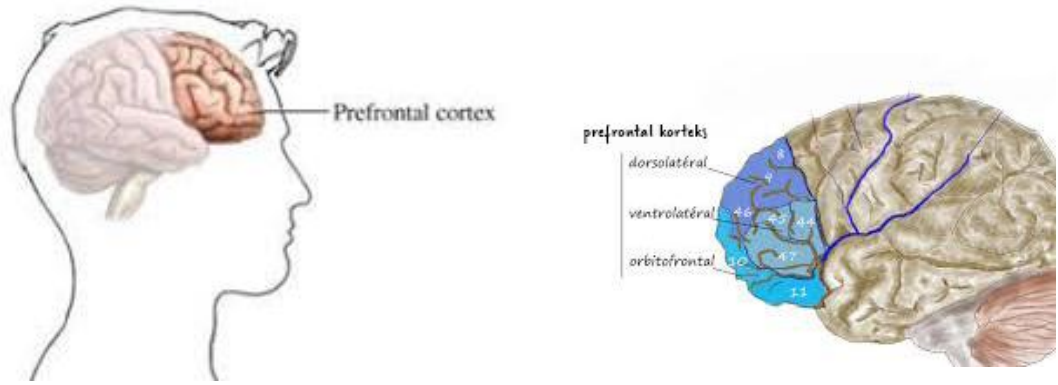 Prefrontal cortex
prefrontal korteks
dorsolatéral
ventrolatéral
orbitofrontal
8
9
46
45
44
10
47
11